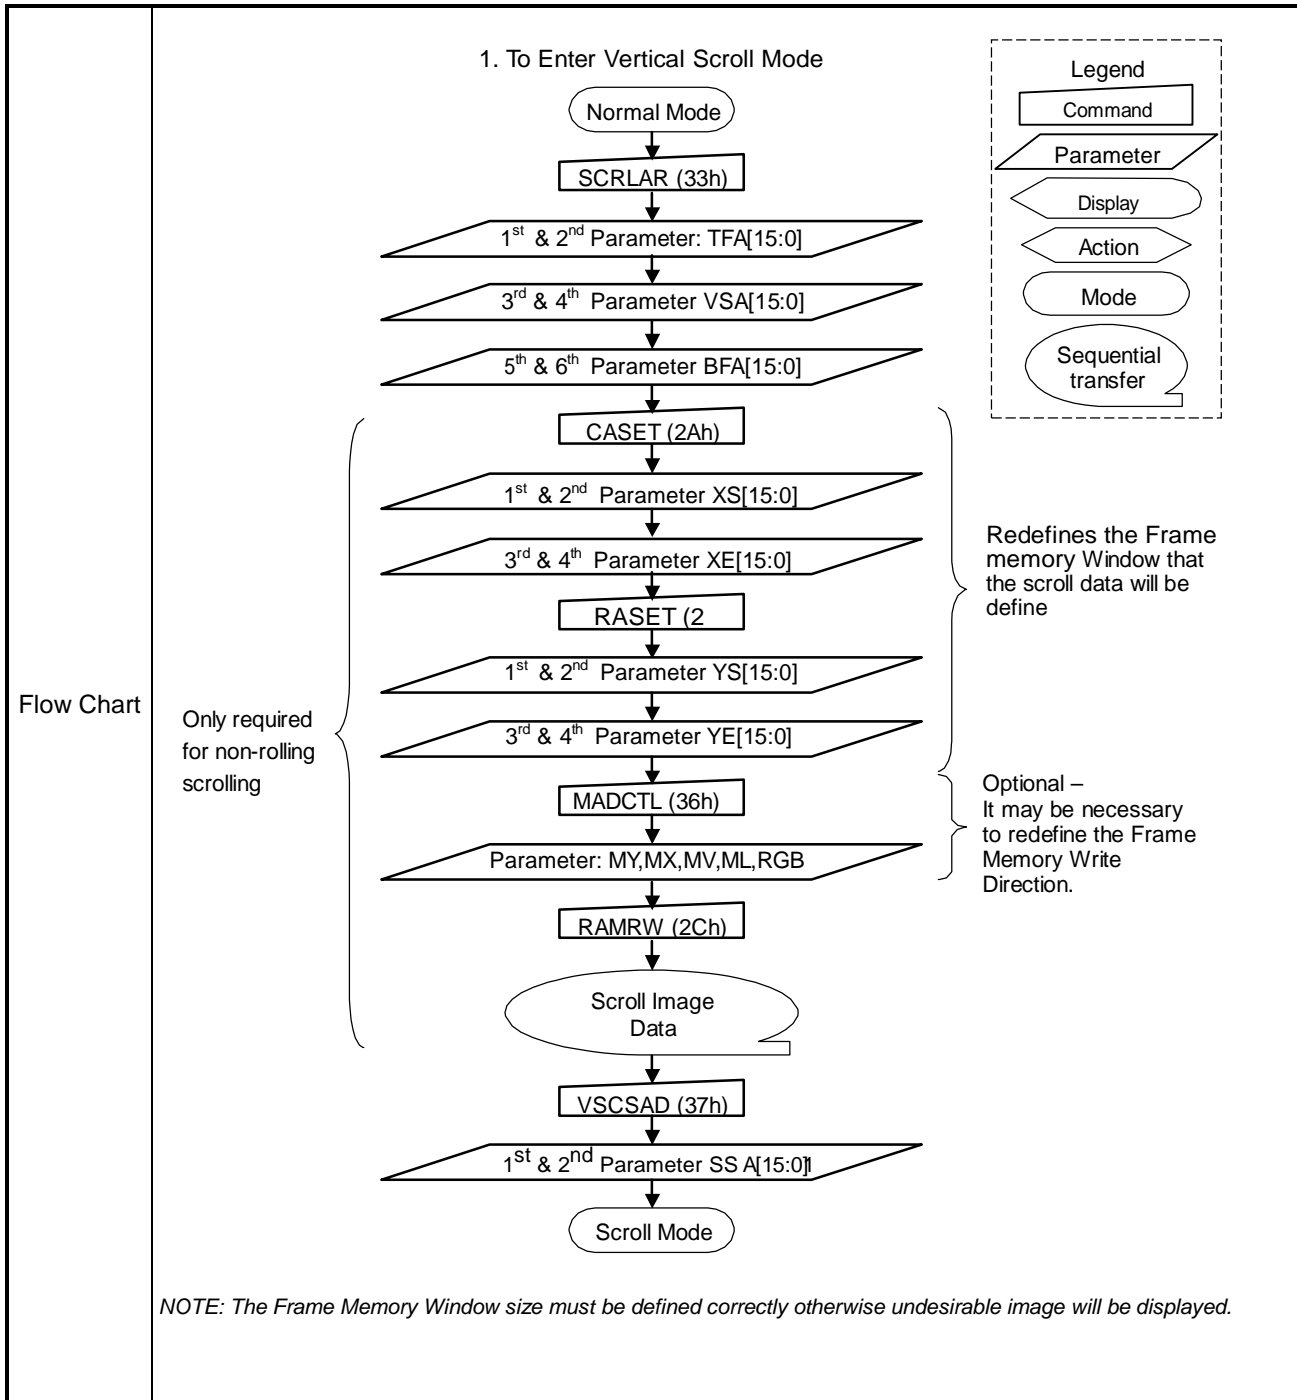 Flow Chart
1. To Enter Vertical Scroll Mode
Normal Mode
SCRLAR (33h)
1st & 2nd Parameter: TFA[15:0]
3rd & 4th Parameter VSA[15:0]
5th & 6th Parameter BFA[15:0]
CASET (2Ah)
1st & 2nd Parameter XS[15:0]
3rd & 4th Parameter XE[15:0]
RASET (2
1st & 2nd Parameter YS[15:0]
3rd & 4th Parameter YE[15:0]
MADCTL (36h)
Parameter: MY,MX,MV,ML,RGB
RAMRW (2Ch)
Scroll Image
Data
VSCSAD (37h)
1st & 2nd Parameter SS A[15:0]1
Scroll Mode
Only required
for non-rolling
scrolling
Redefines the Frame
memory Window that
the scroll data will be
define
Optional –
It may be necessary
to redefine the Frame
Memory Write
Direction.
Legend
Command
Parameter
Display
Action
Mode
Sequential
transfer
NOTE: The Frame Memory Window size must be defined correctly otherwise undesirable image will be displayed.